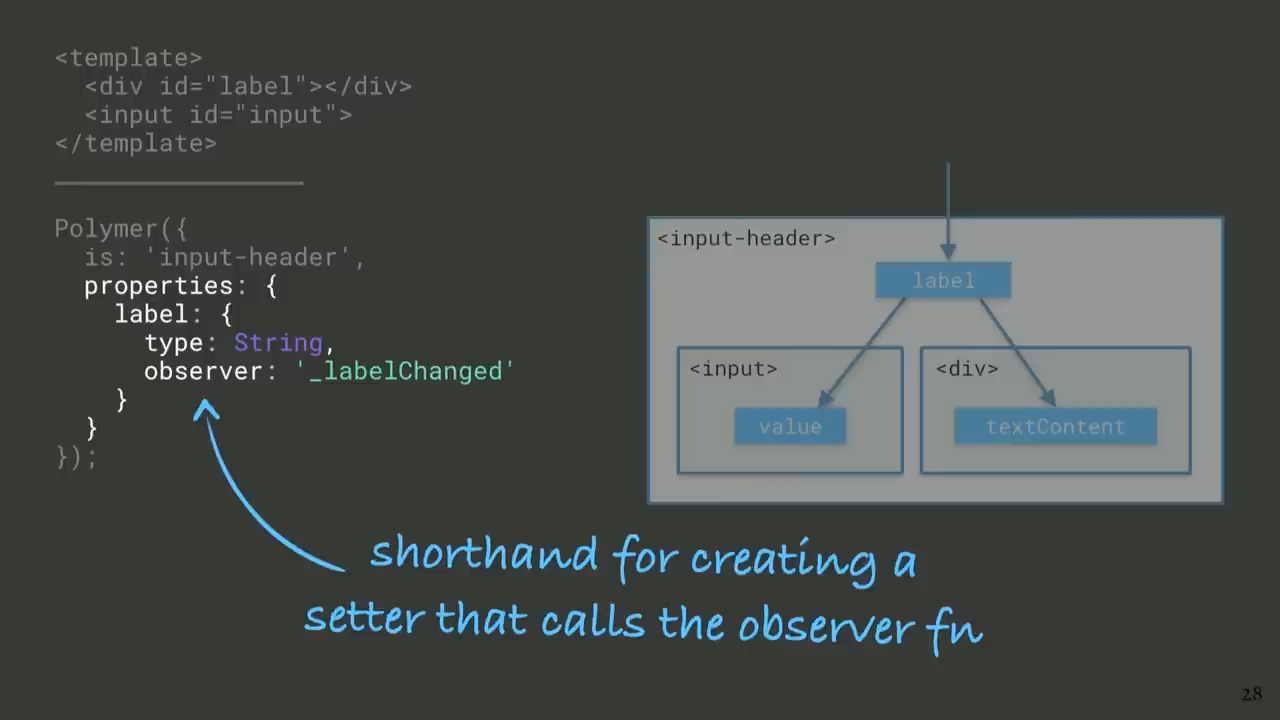 <template>
  <div id="label"></div>
  <input id="input">
</template>
Polymer({
  is: 'input-header',
  properties: {
    label: {
      type: String,
      observer: '_labelChanged'
    }
  }
});
<input-header>
label
<input>
<div>
value
textContent
shorthand for creating a
setter that calls the observer fn
28